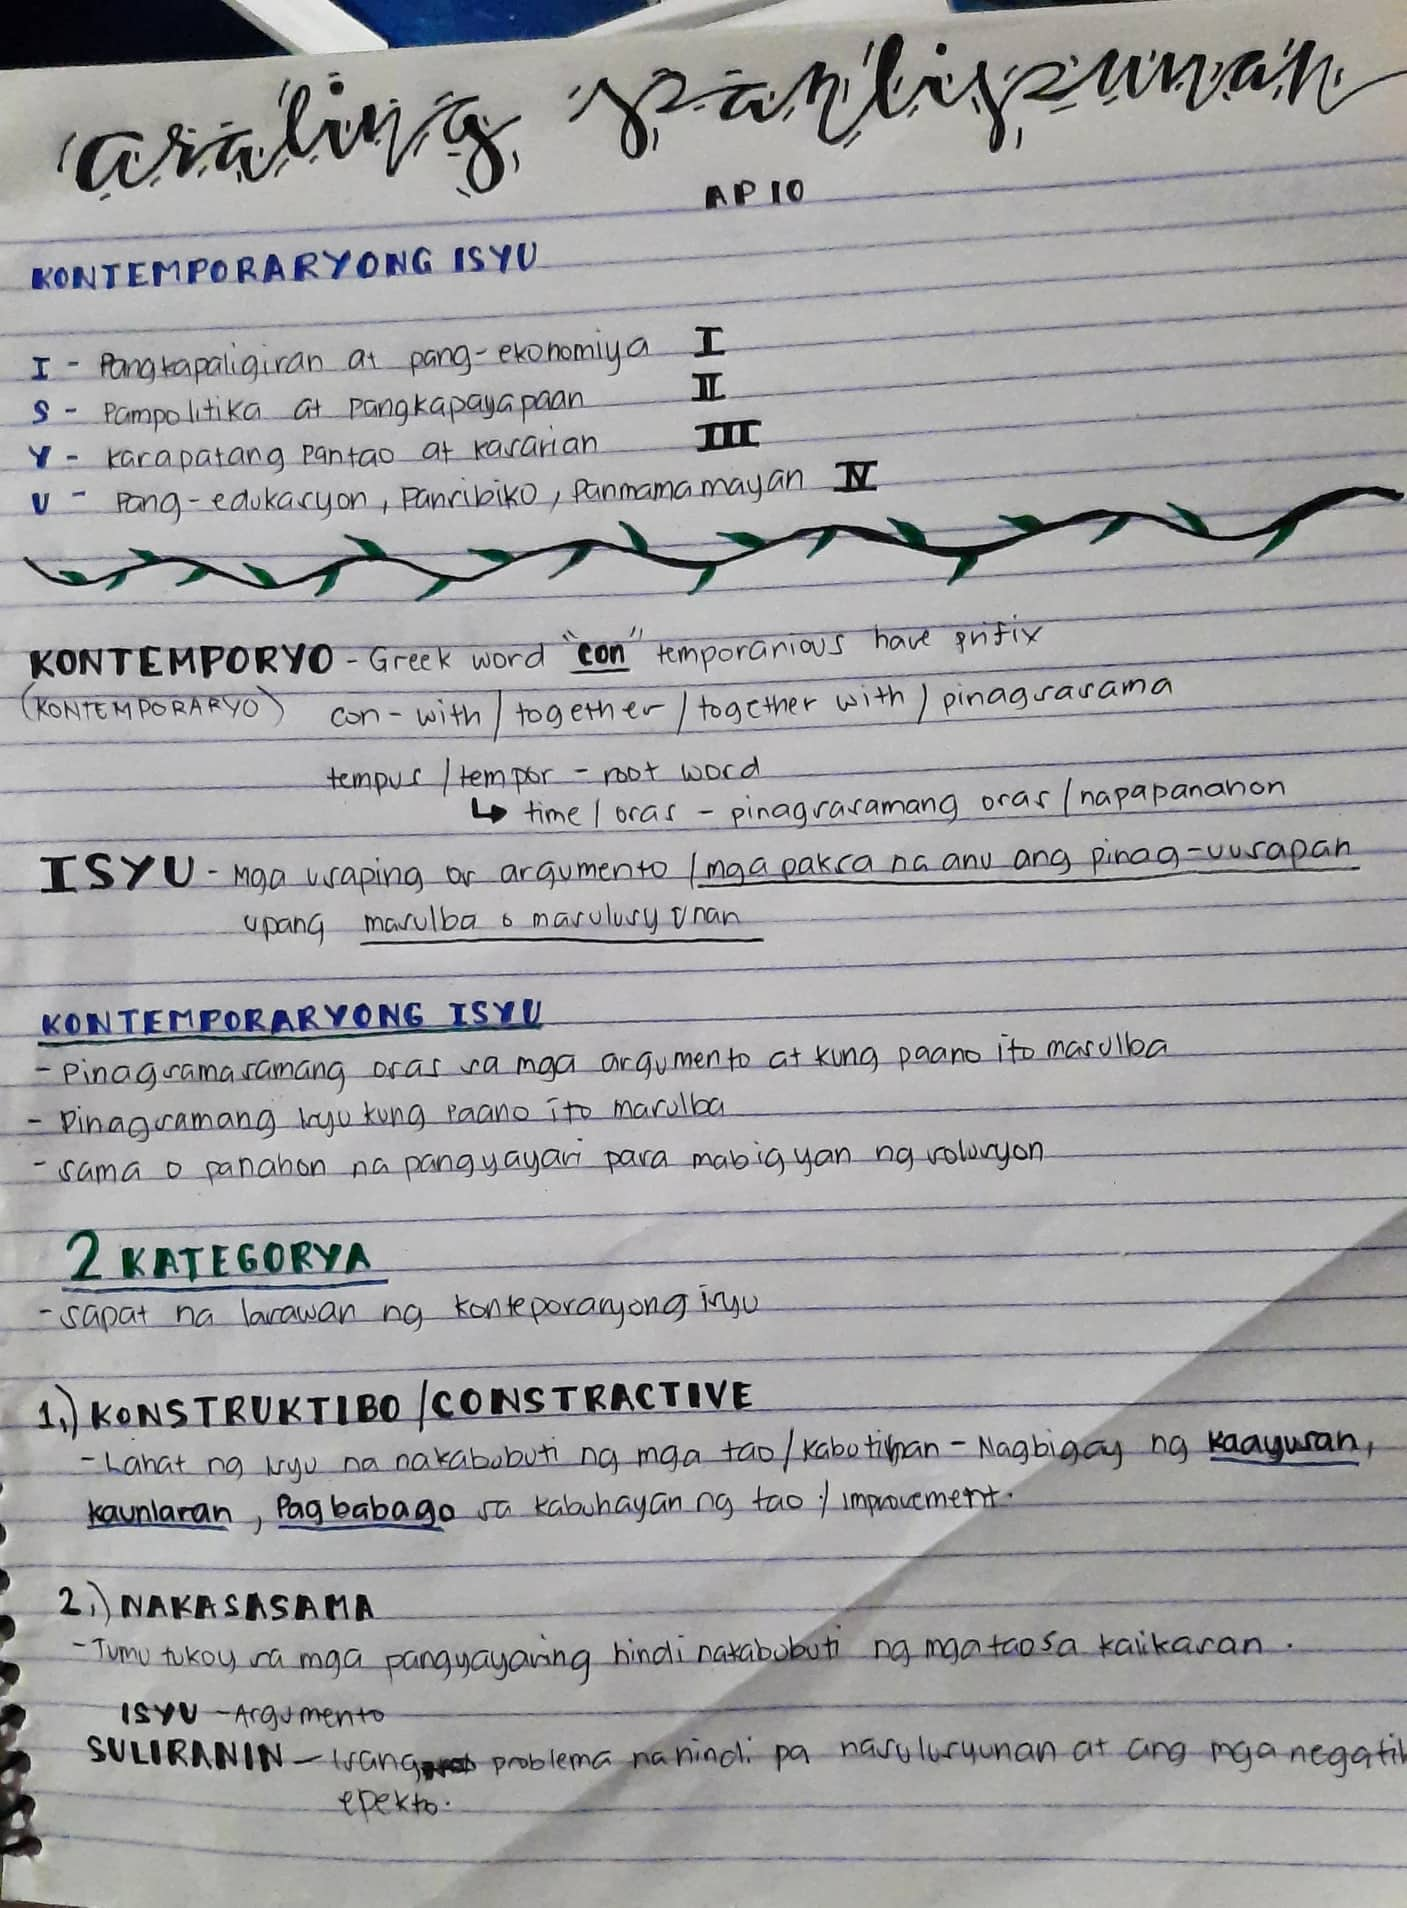 araling panlipunan
AP 10
KONTEMPORARYONG ISYU
I - Pangkapaligiran at pang-ekonomiya I
S - Pampolitika at pangkapayapaan II
Y - karapatang pantao at kasarian III
U - Pang-edukasyon, Pansibiko, Panmamamayan IV
KONTEMPORYO - Greek word "con" temporanious have prifix
(KONTEMPORARYO) con - with / together / together with / pinagsasama
tempus / tempor - root word
↳ time / oras - pinagsasamang oras / napapanahon
ISYU - Mga usaping or argumento / mga paksa na anu ang pinag-uusapan
upang masulba o masulusyunan
KONTEMPORARYONG ISYU
- Pinagsamasamang oras sa mga argumento at kung paano ito masulba
- Pinagsamang isyu kung paano ito masulba
- sama o panahon na pangyayari para mabigyan ng solusyon
2 KATEGORYA
- sapat na larawan ng konteporaryong isyu
1.) KONSTRUKTIBO / CONSTRACTIVE
- Lahat ng isyu na nakabubuti ng mga tao / kabutihan - Nagbigay ng kaayusan,
kaunlaran, Pagbabago sa kabuhayan ng tao / improvement.
2.) NAKASASAMA
- Tumutukoy sa mga pangyayaring hindi nakabubuti ng mga tao sa kalikasan.
ISYU - Argumento
SULIRANIN - Isang problema na hindi pa nasulusyunan at ang mga negatib
epekto.